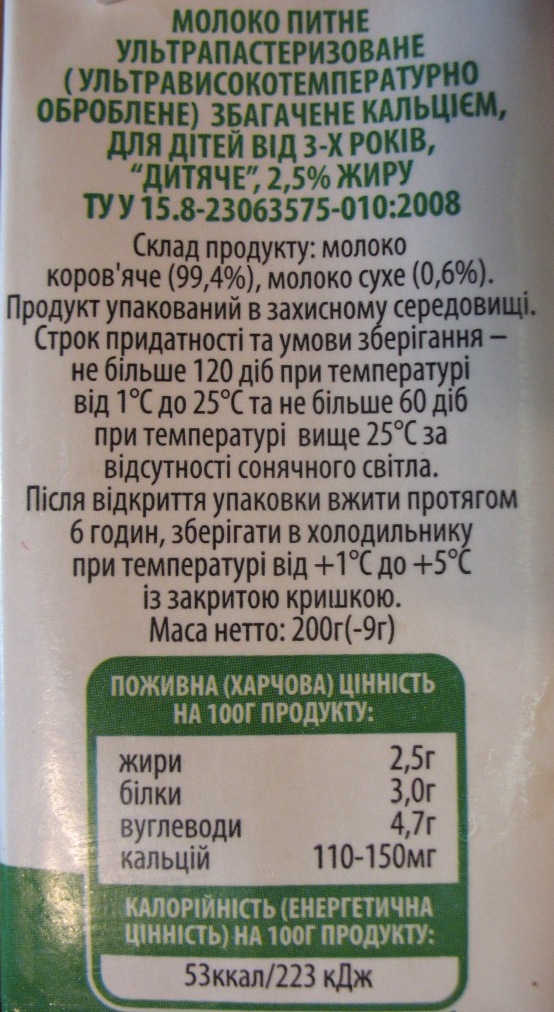 МОЛОКО ПИТНЕ
УЛЬТРАПАСТЕРИЗОВАНЕ
(УЛЬТРАВИСОКОТЕМПЕРАТУРНО
ОБРОБЛЕНЕ) ЗБАГАЧЕНЕ КАЛЬЦІЄМ,
ДЛЯ ДІТЕЙ ВІД 3-Х РОКІВ,
"ДИТЯЧЕ", 2,5% ЖИРУ
ТУ У 15.8-23063575-010:2008
Склад продукту: молоко
коров'яче (99,4%), молоко сухе (0,6%).
Продукт упакований в захисному середовищі.
Строк придатності та умови зберігання –
не більше 120 діб при температурі
від 1°С до 25°С та не більше 60 діб
при температурі вище 25°С за
відсутності сонячного світла.
Після відкриття упаковки вжити протягом
6 годин, зберігати в холодильнику
при температурі від +1°С до +5°С
із закритою кришкою.
Маса нетто: 200г(-9г)
ПОЖИВНА (ХАРЧОВА) ЦІННІСТЬ
НА 100Г ПРОДУКТУ:
жири 2,5г
білки 3,0г
вуглеводи 4,7г
кальцій 110-150мг
КАЛОРІЙНІСТЬ (ЕНЕРГЕТИЧНА
ЦІННІСТЬ) НА 100Г ПРОДУКТУ:
53ккал/223 кДж